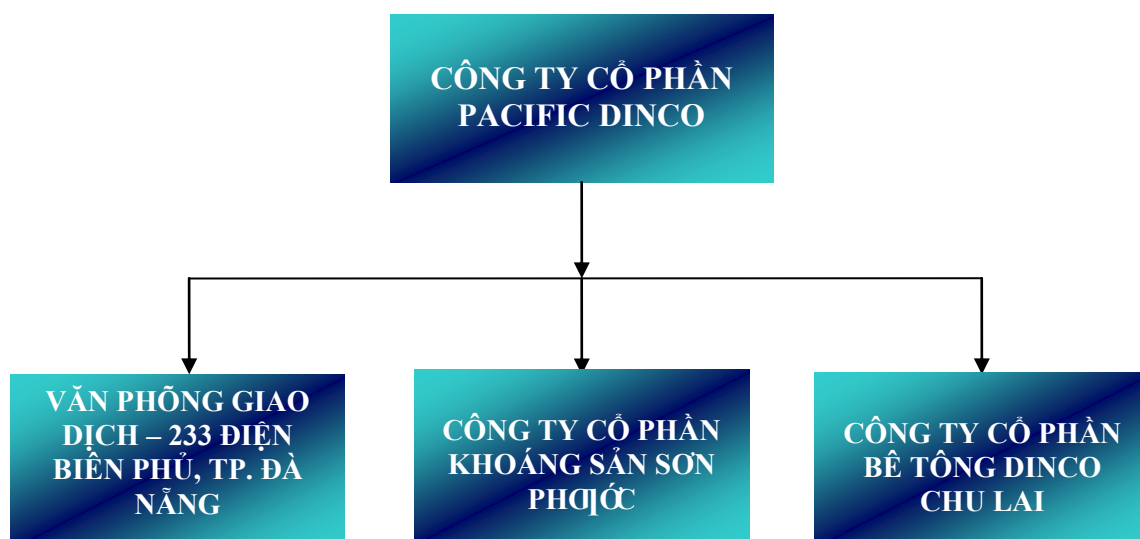 CÔNG TY CỔ PHẦN
PACIFIC DINCO
VĂN PHÕNG GIAO
DỊCH – 233 ĐIỆN
BIÊN PHỦ, TP. ĐÀ
NẴNG
CÔNG TY CỔ PHẦN
KHOÁNG SẢN SƠN
CÔNG TY CỔ PHẦN
BÊ TÔNG DINCO
CHU LAI